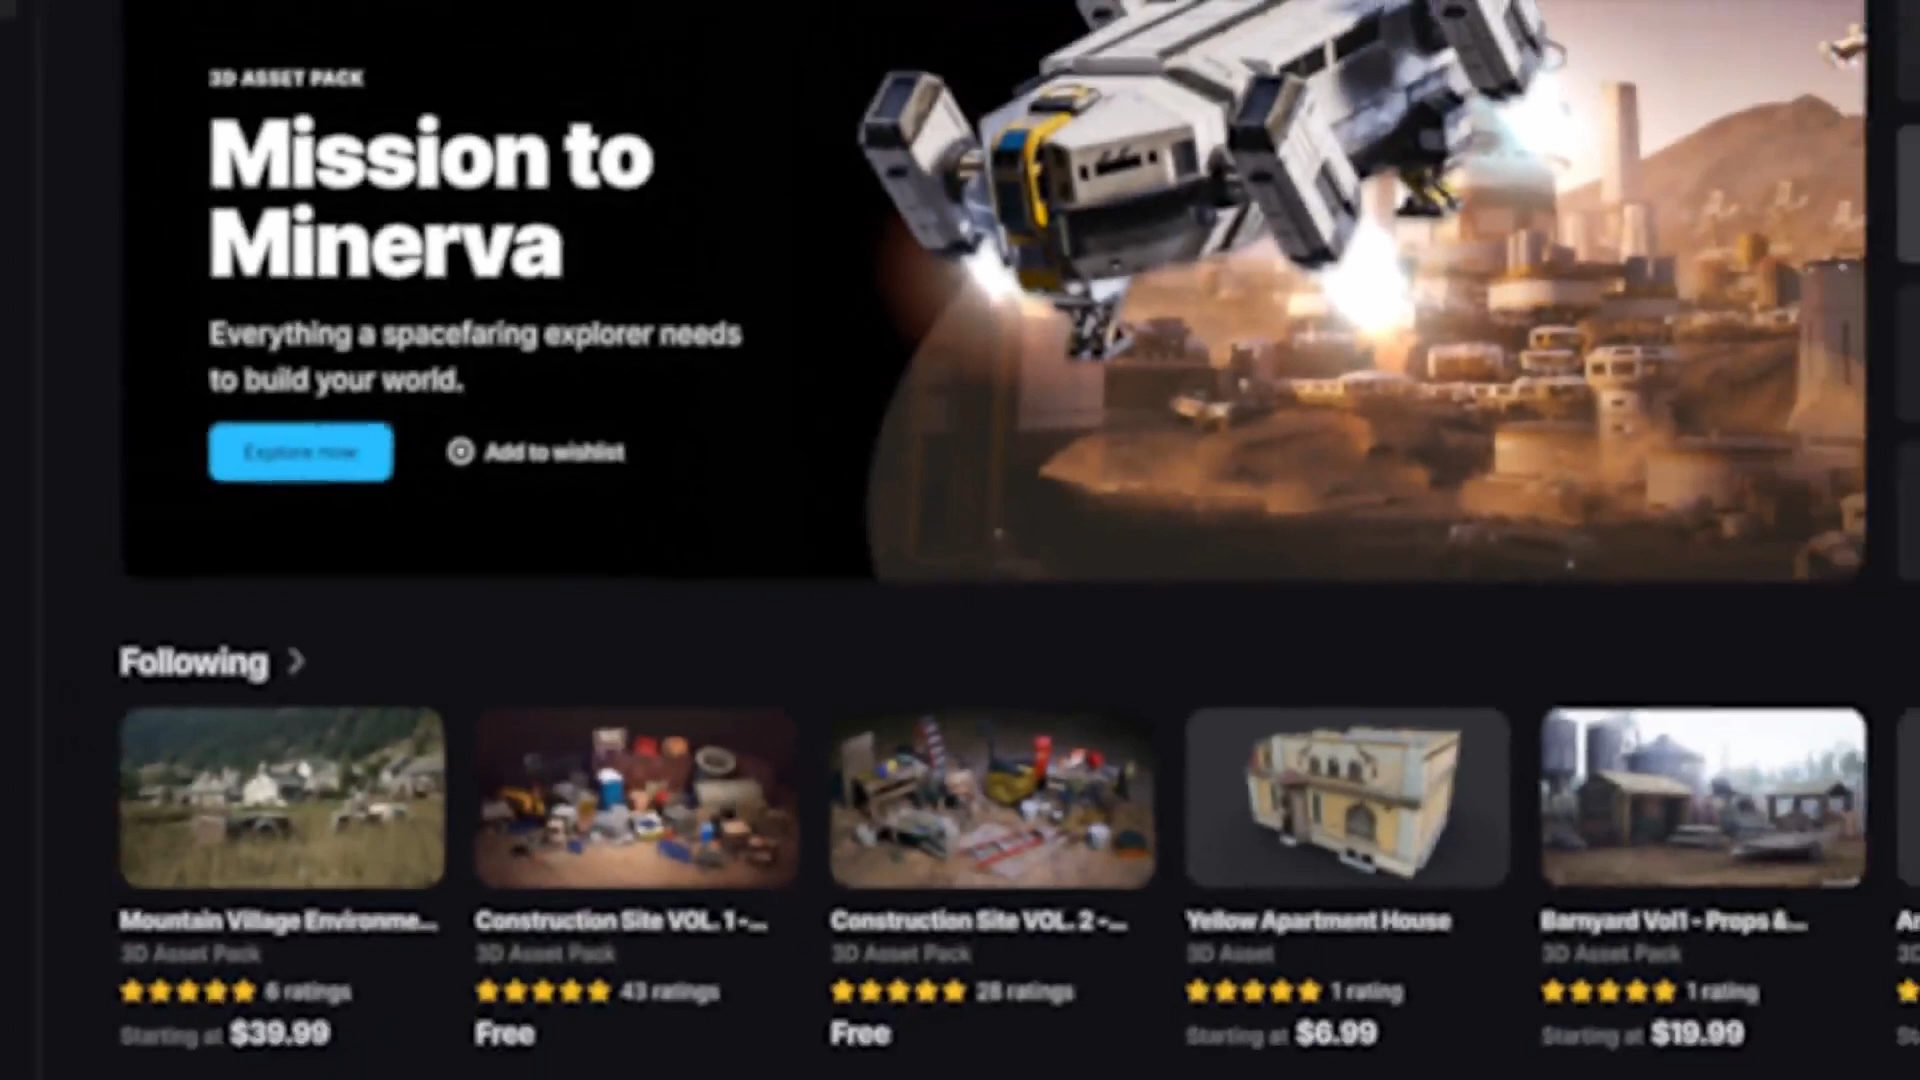 3D ASSET PACK
Mission to
Minerva
Everything a spacefaring explorer needs
to build your world.
Explore now
Add to wishlist
Following
Mountain Village Environme...
Construction Site VOL. 1 -...
Construction Site VOL. 2 -...
Yellow Apartment House
Barnyard Vol1 - Props &...
3D Asset Pack
3D Asset Pack
3D Asset Pack
3D Asset
3D Asset Pack
6 ratings
43 ratings
28 ratings
1 rating
1 rating
Starting at $39.99
Free
Free
Starting at $6.99
Starting at $19.99